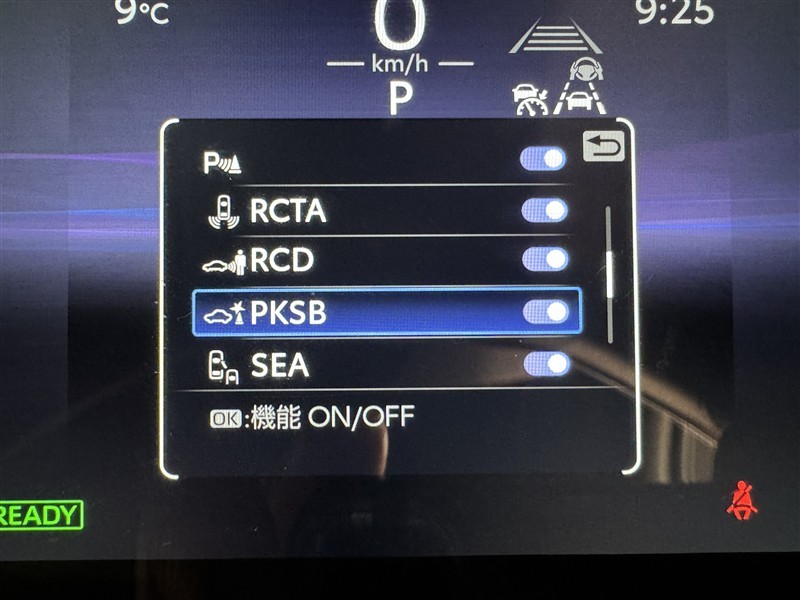 9°C
0
9:25
km/h
P
P
RCTA
RCD
PKSB
SEA
OK:機能 ON/OFF
READY